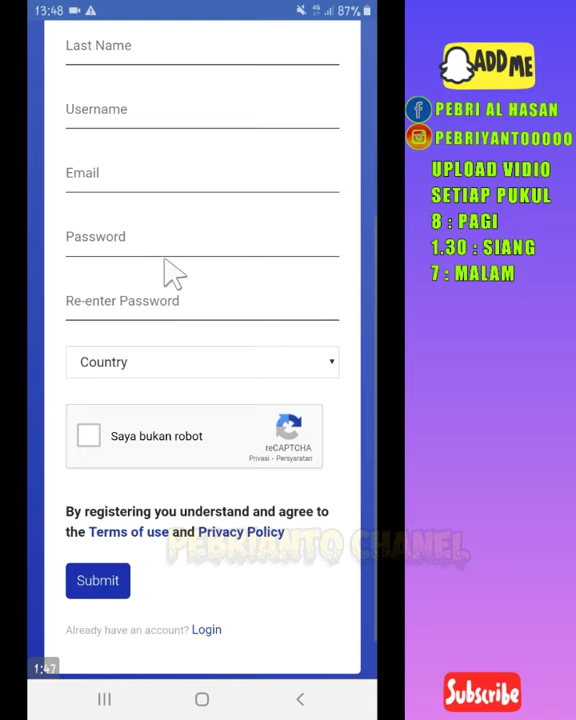 13:48
4G
87%
Last Name
Username
Email
Password
Re-enter Password
Country
Saya bukan robot
reCAPTCHA
Privasi - Persyaratan
By registering you understand and agree to
the Terms of use and Privacy Policy
PEBRIANTO CHANEL
Submit
Already have an account? Login
1:47
ADD ME
PEBRI AL HASAN
PEBRIYANTO0000
UPLOAD VIDIO
SETIAP PUKUL
8 : PAGI
1.30 : SIANG
7 : MALAM
Subscribe